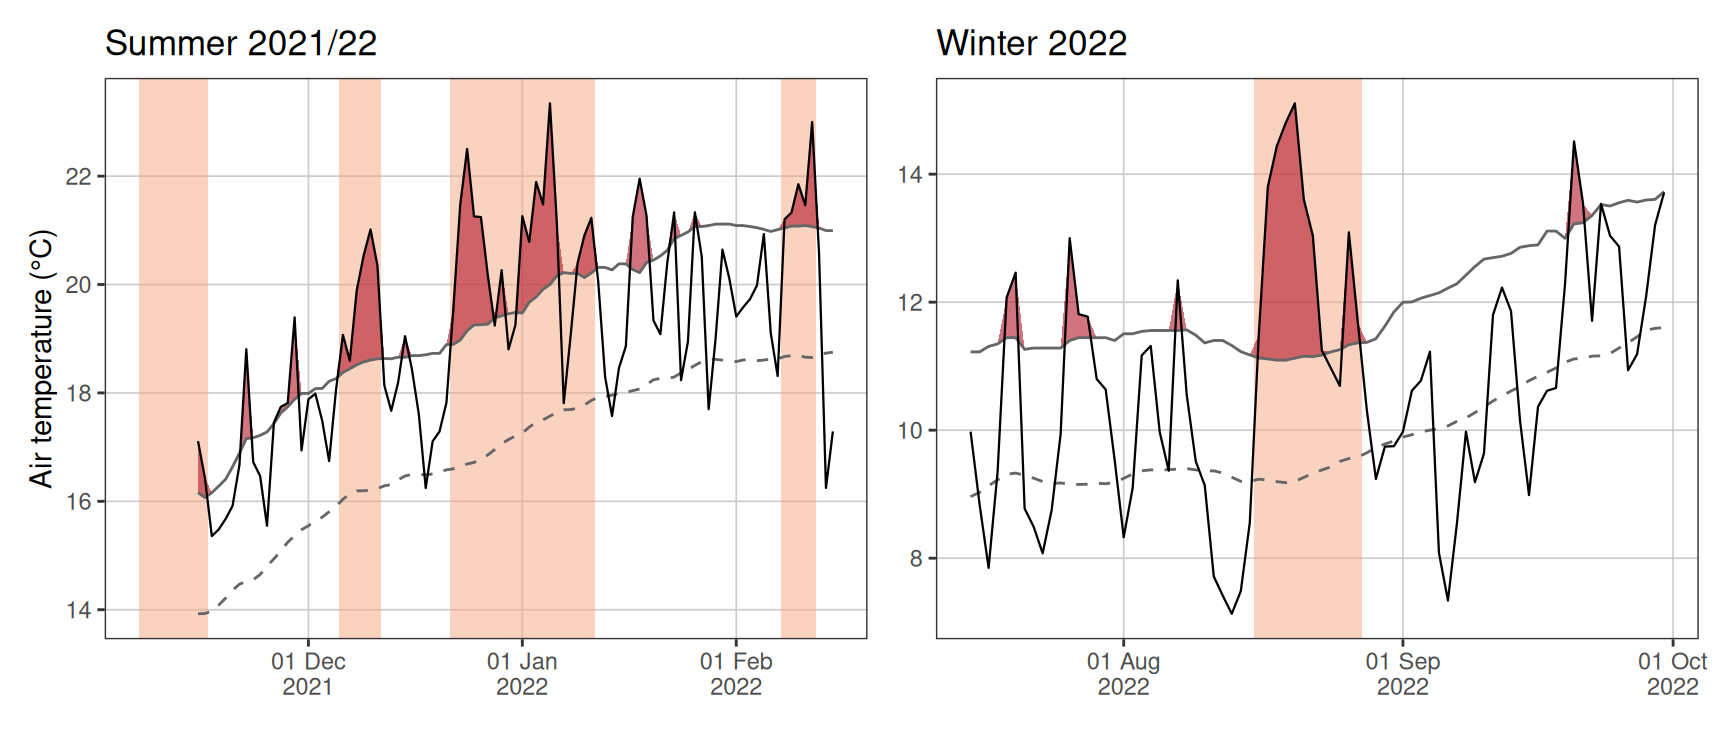 Summer 2021/22
Winter 2022
Air temperature (°C)
22
20
18
16
14
01 Dec
2021
01 Jan
2022
01 Feb
2022
14
12
10
8
01 Aug
2022
01 Sep
2022
01 Oct
2022